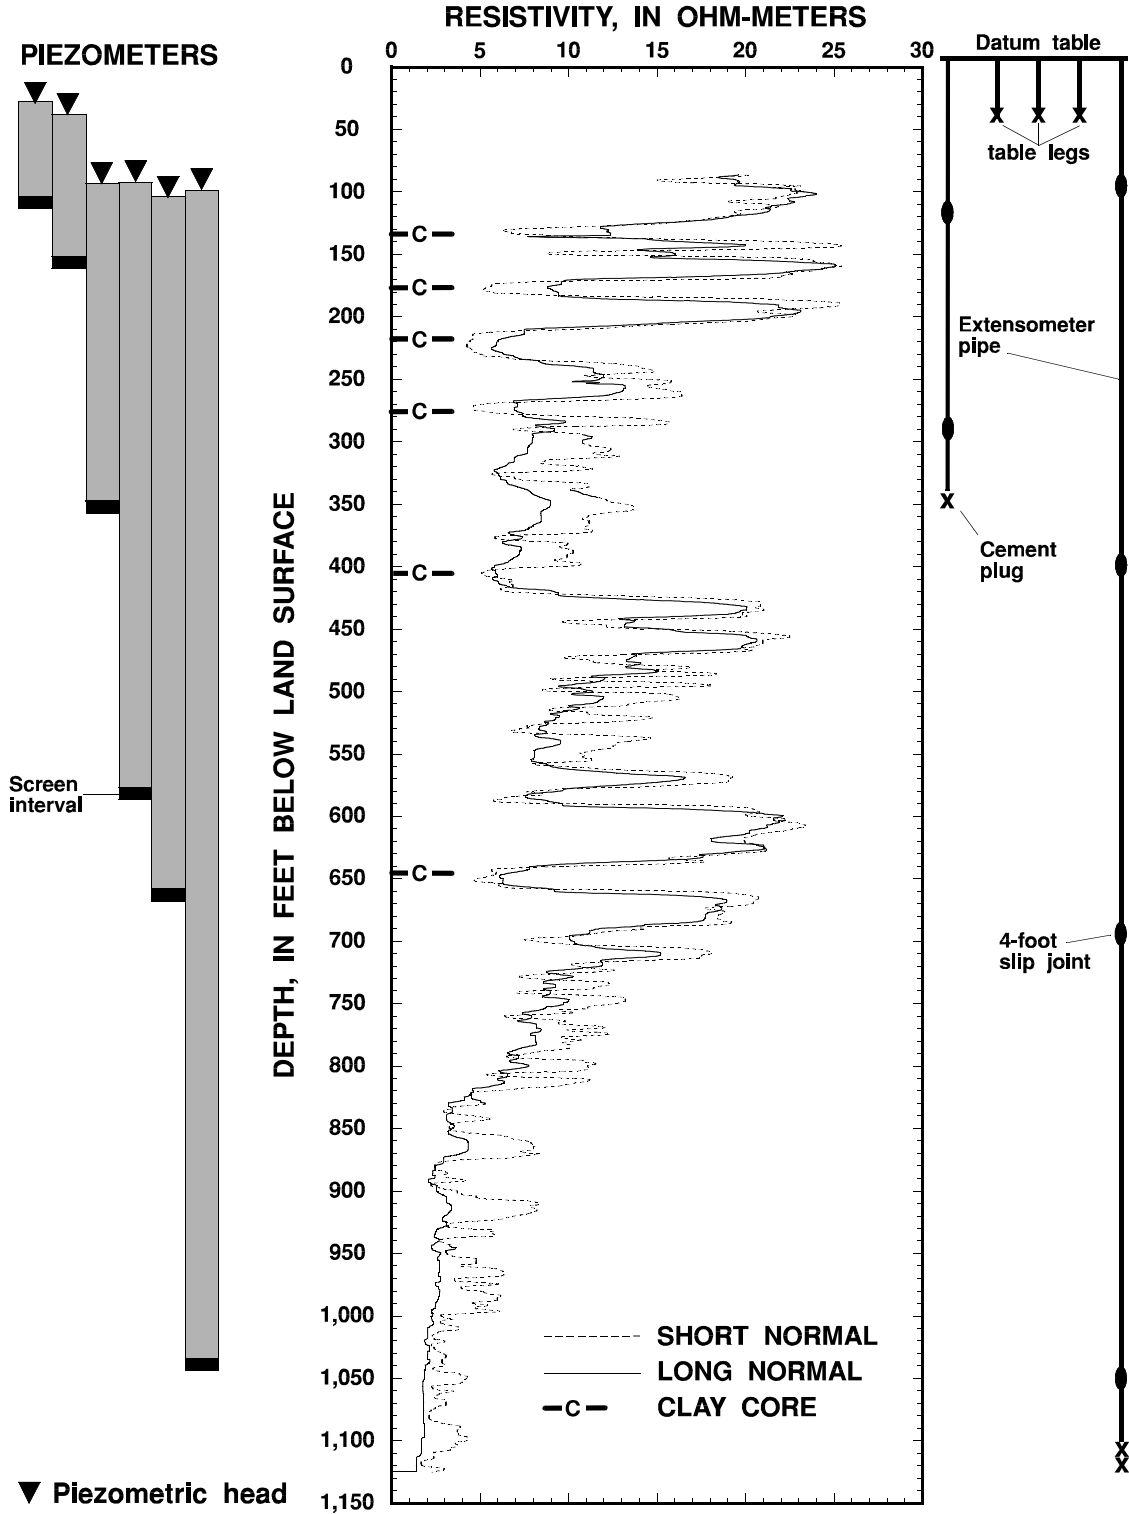 RESISTIVITY, IN OHM-METERS
PIEZOMETERS
0 5 10 15 20 25 30
Datum table
x x x
table legs
0
50
100
150
200
250
300
350
400
450
500
550
600
650
700
750
800
850
900
950
1,000
1,050
1,100
1,150
DEPTH, IN FEET BELOW LAND SURFACE
C
C
C
C
C
C
Extensometer
pipe
x
Cement
plug
Screen
interval
4-foot
slip joint
SHORT NORMAL
LONG NORMAL
C CLAY CORE
x
x
Piezometric head